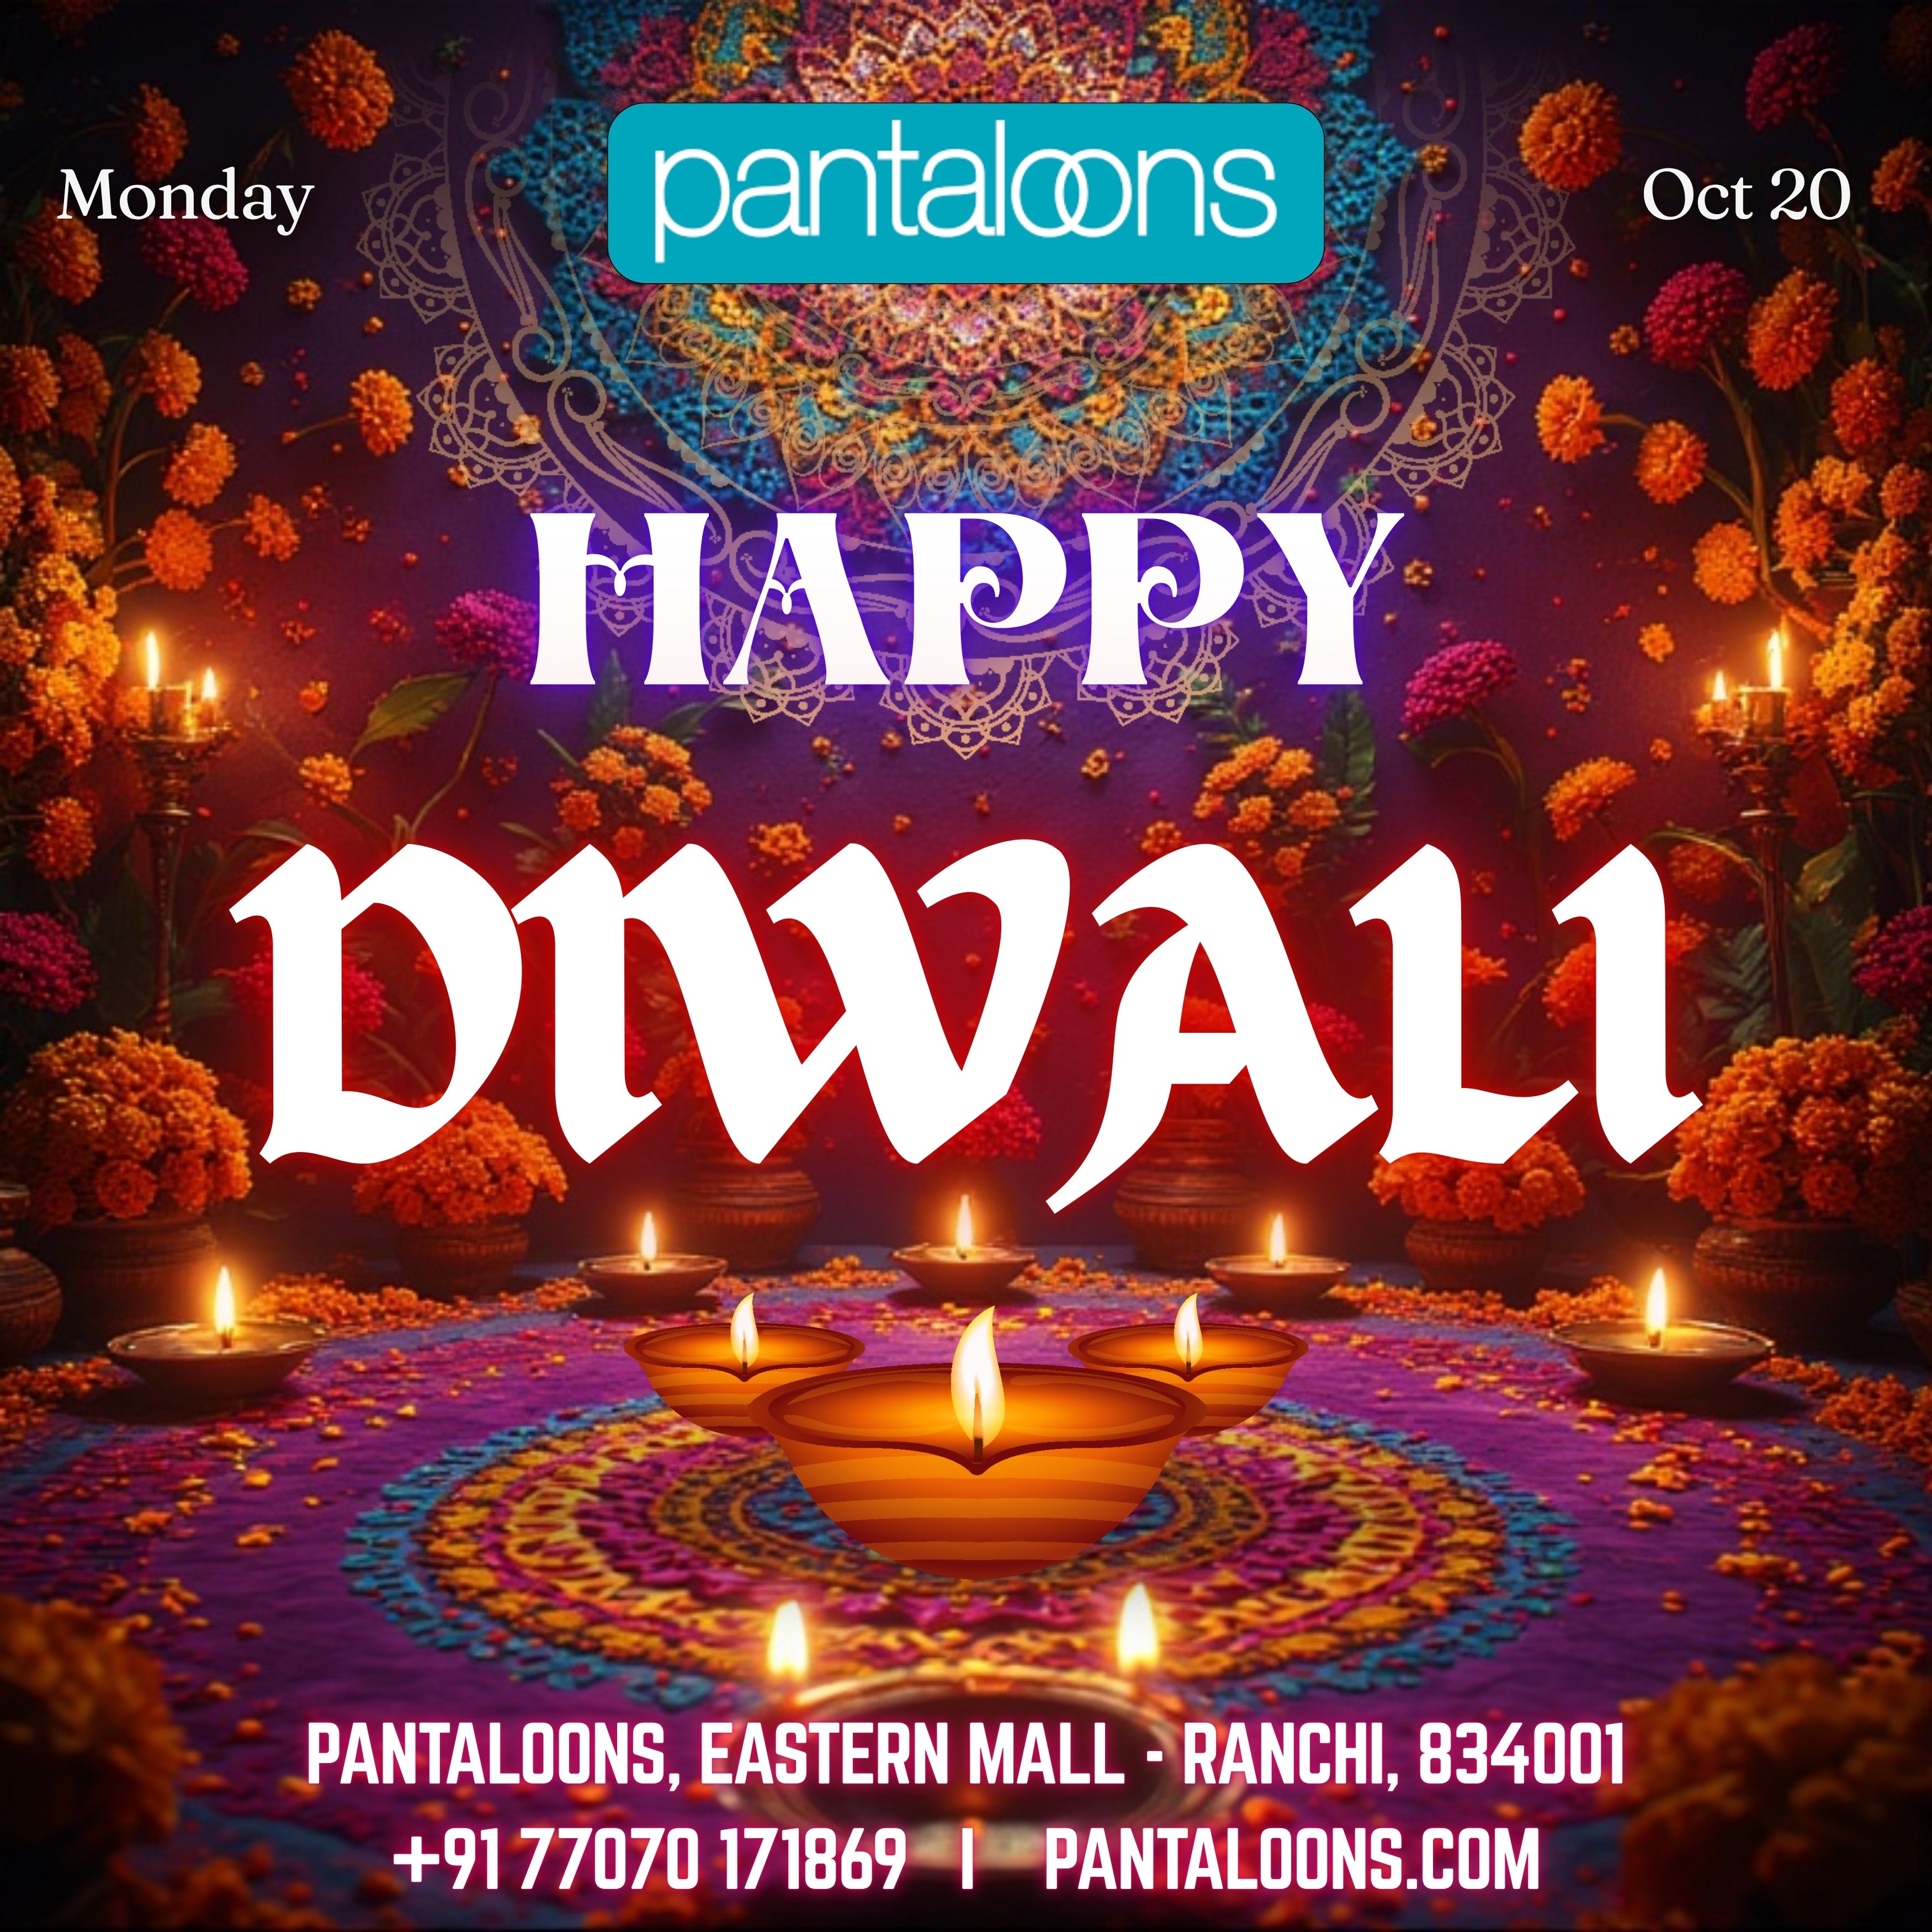 Monday
pantaloons
Oct 20
HAPPY
DIWALI
PANTALOONS, EASTERN MALL - RANCHI, 834001
+91 77070 171869 | PANTALOONS.COM